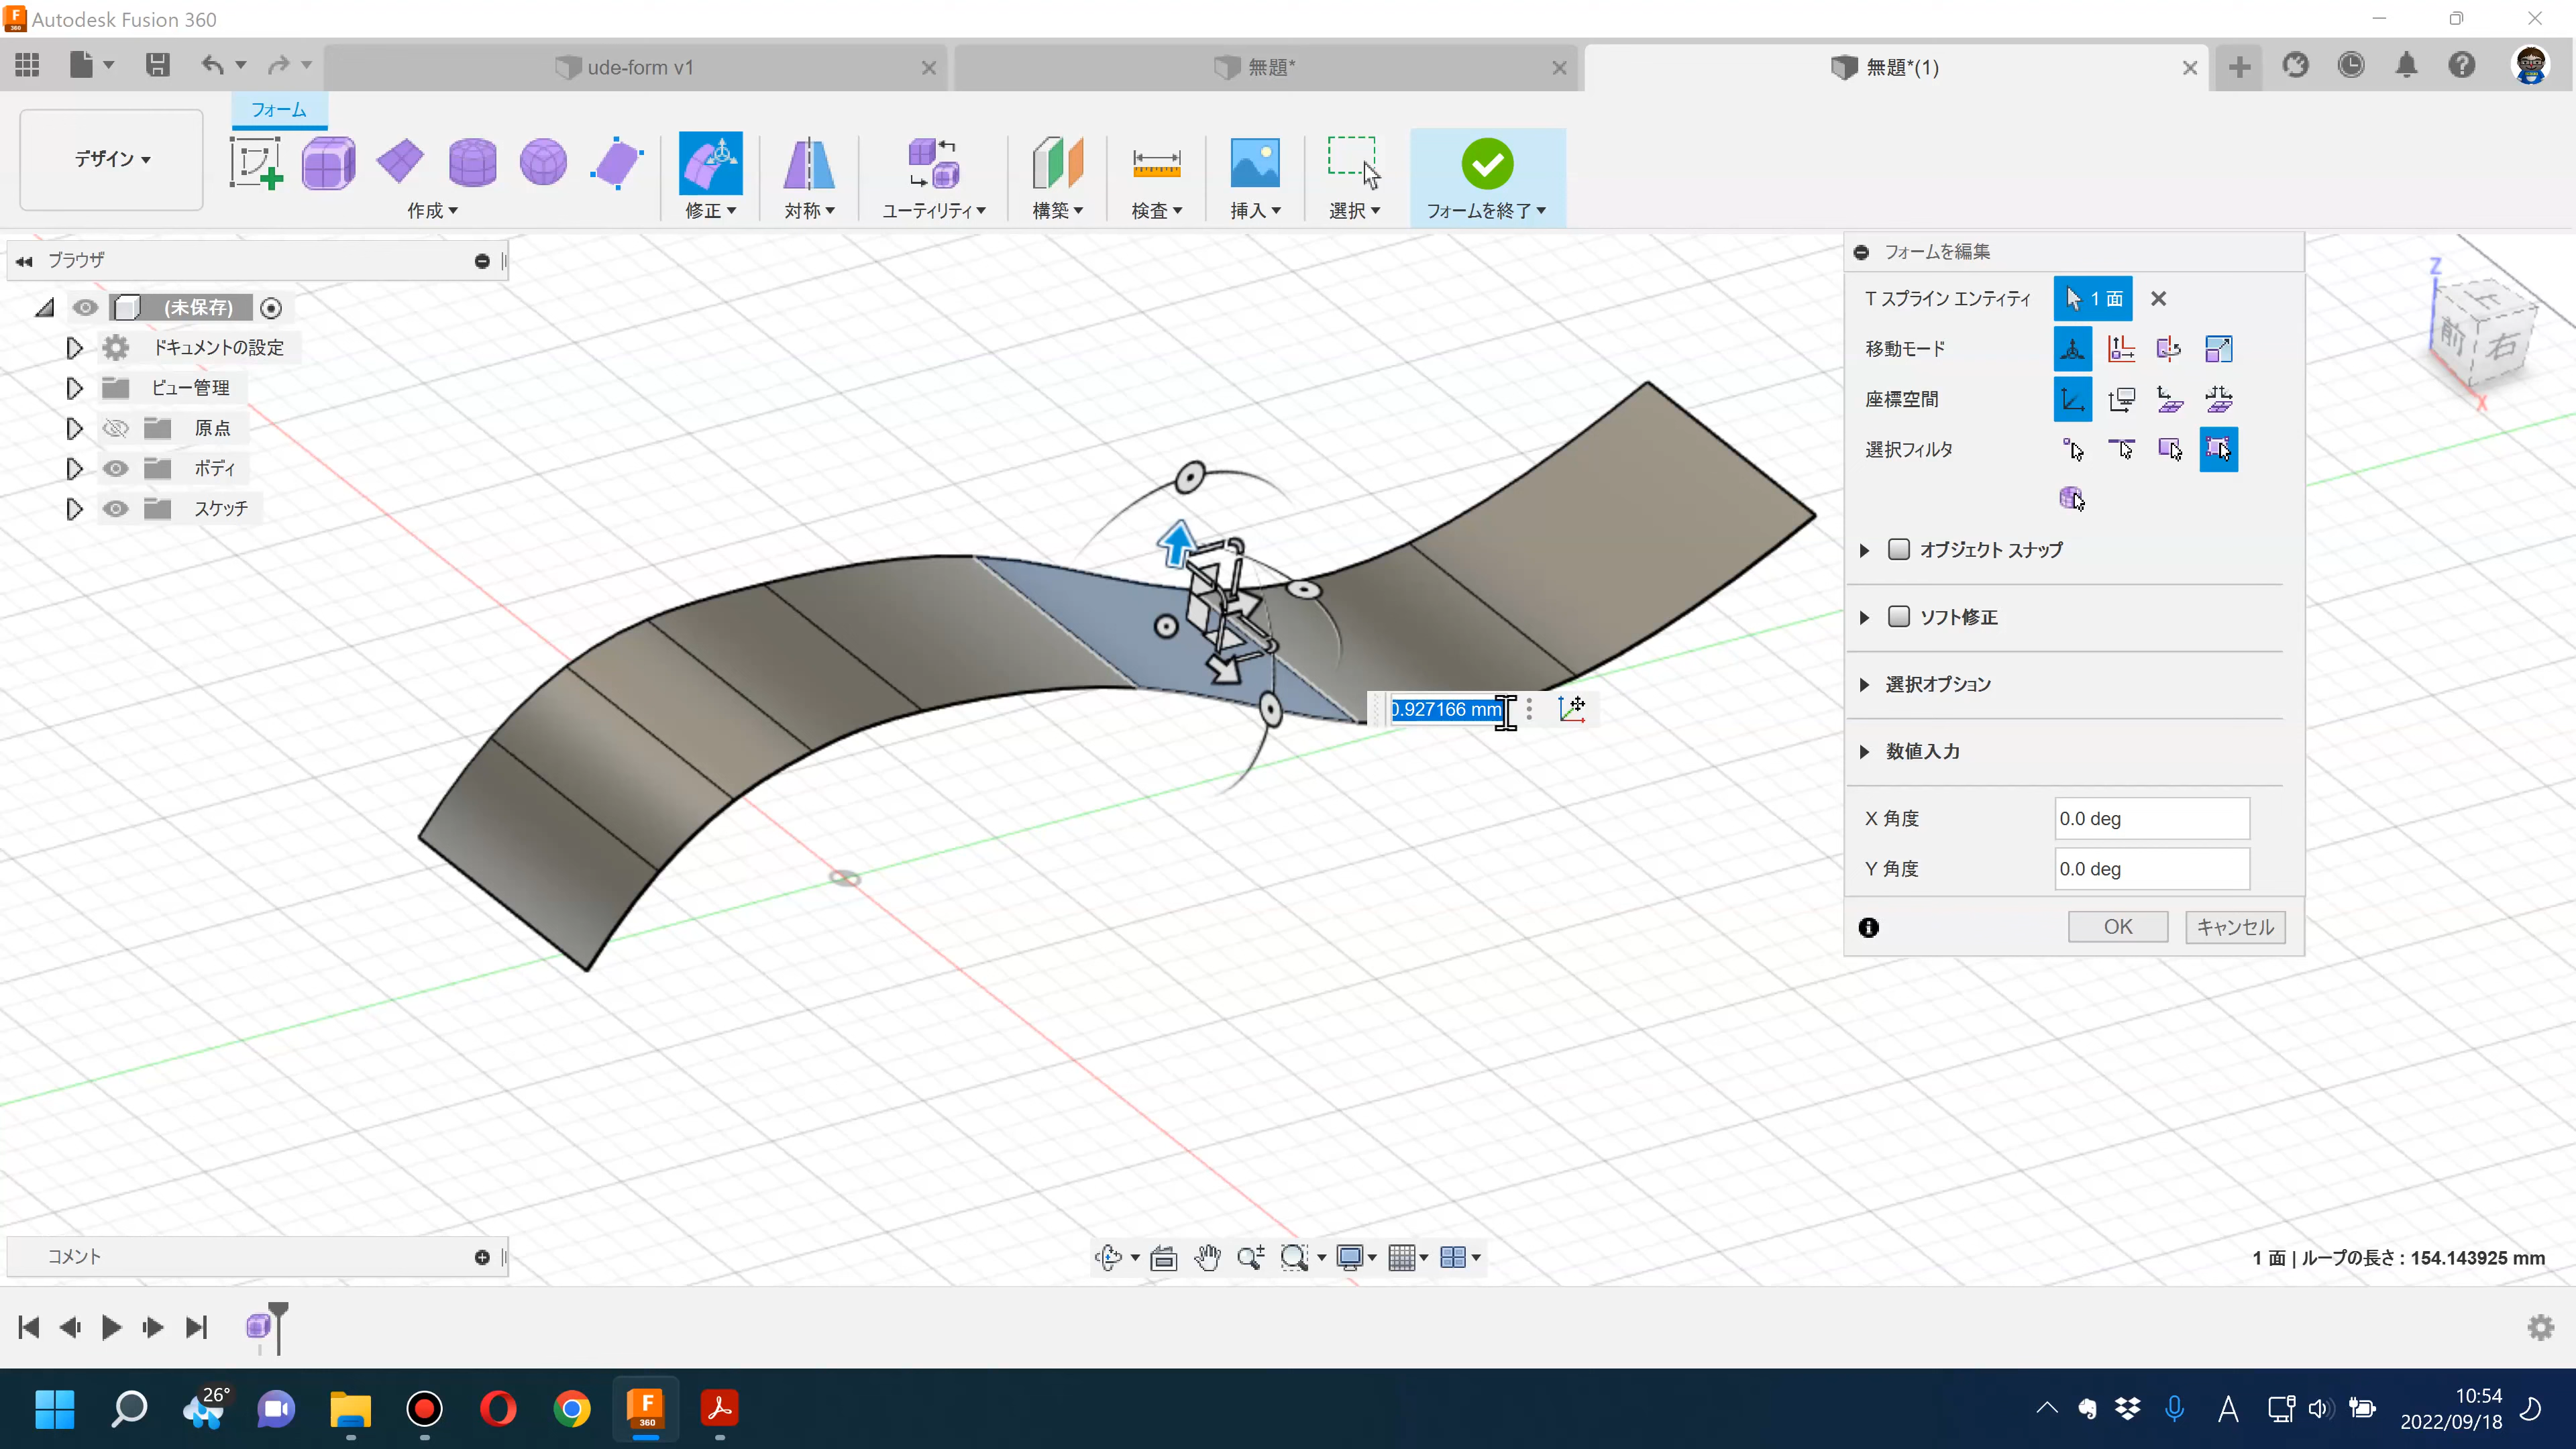 Autodesk Fusion 360
ude-form v1
無題*
無題*(1)
フォーム
デザイン
作成
修正
対称
ユーティリティ
構築
検査
挿入
選択
フォームを終了
ブラウザ
(未保存)
ドキュメントの設定
ビュー管理
原点
ボディ
スケッチ
フォームを編集
T スプライン エンティティ
1 面
移動モード
座標空間
選択フィルタ
オブジェクト スナップ
ソフト修正
選択オプション
数値入力
X 角度
0.0 deg
Y 角度
0.0 deg
OK
キャンセル
0.927166 mm
Z
X
上
前
右
コメント
1 面 | ループの長さ : 154.143925 mm
26°
F
360
A
10:54
2022/09/18